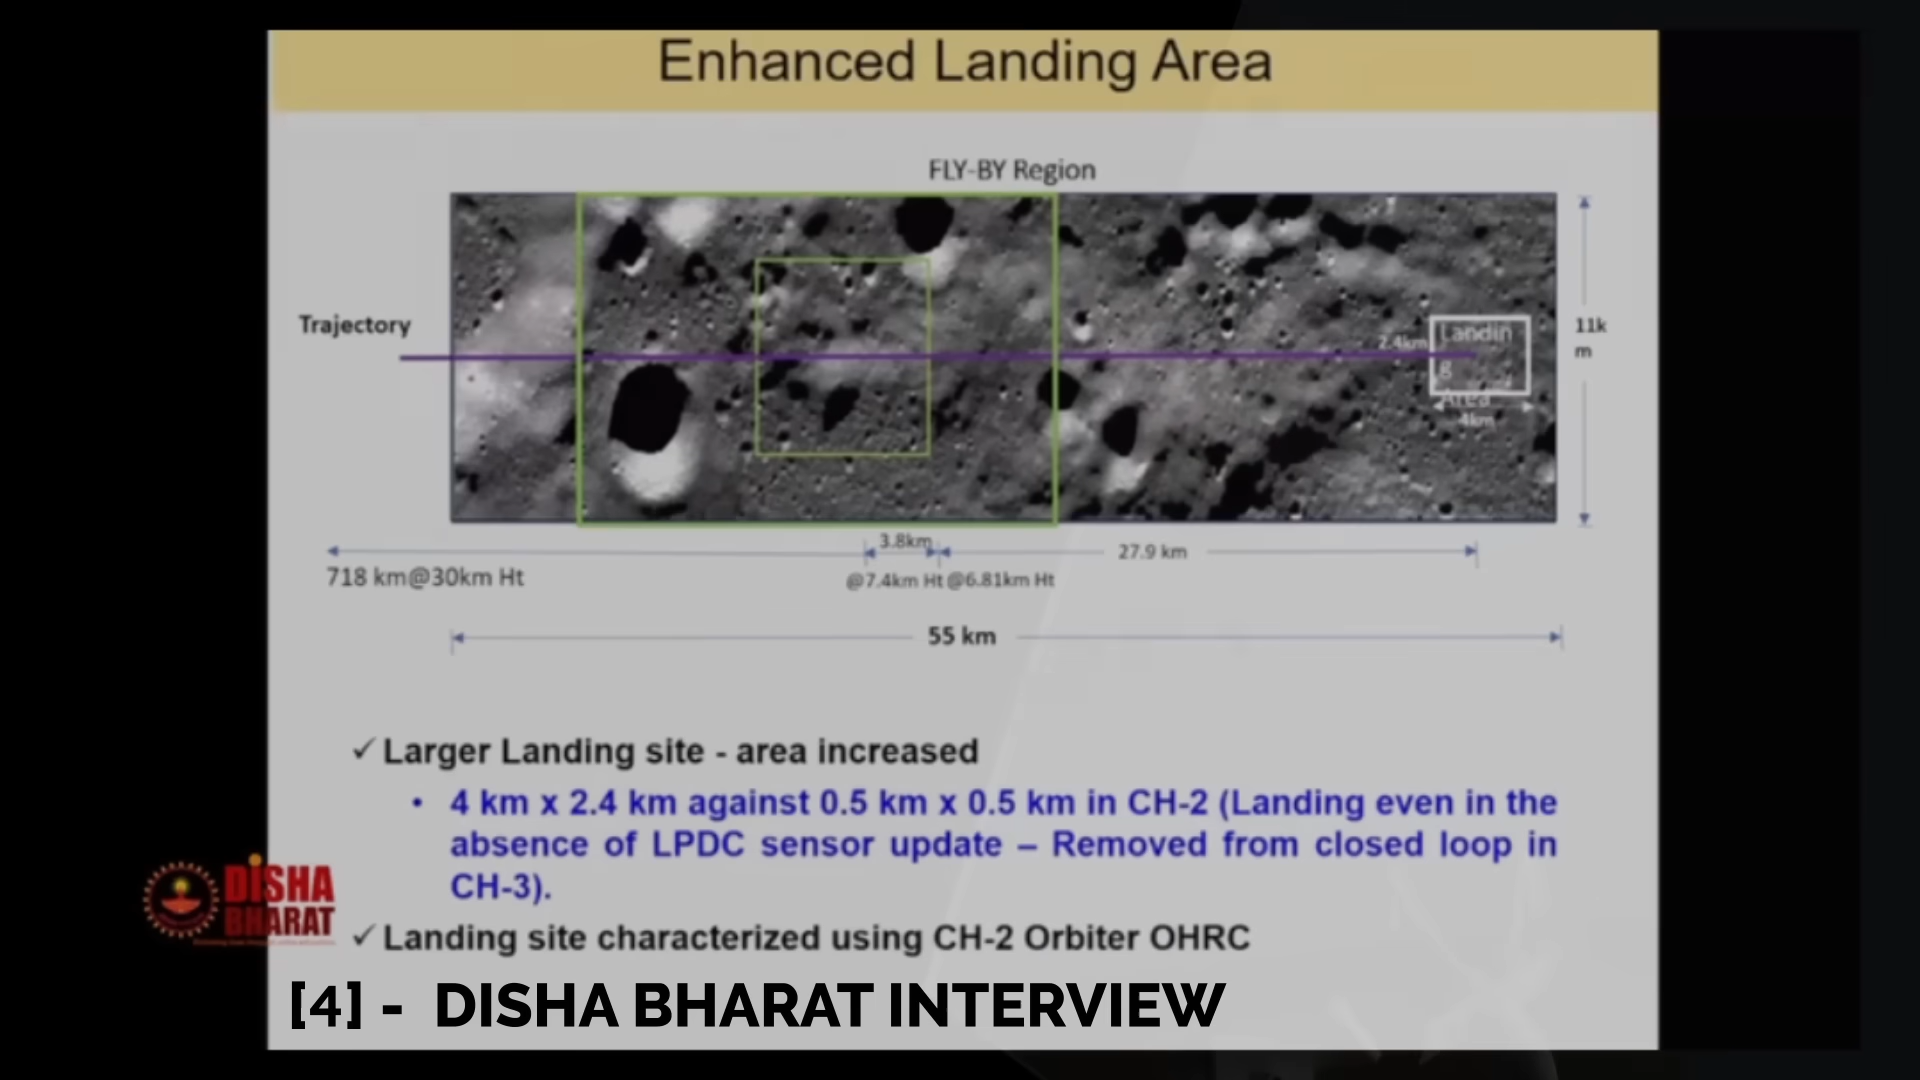 Enhanced Landing Area
FLY-BY Region
Trajectory
2.4km
Landin
g
Area
4km
11k
m
3.8km
27.9 km
718 km@30km Ht
@7.4km Ht
@6.81km Ht
55 km
✓ Larger Landing site - area increased
• 4 km x 2.4 km against 0.5 km x 0.5 km in CH-2 (Landing even in the
absence of LPDC sensor update – Removed from closed loop in
CH-3).
DISHA
BHARAT
✓ Landing site characterized using CH-2 Orbiter OHRC
[4] - DISHA BHARAT INTERVIEW